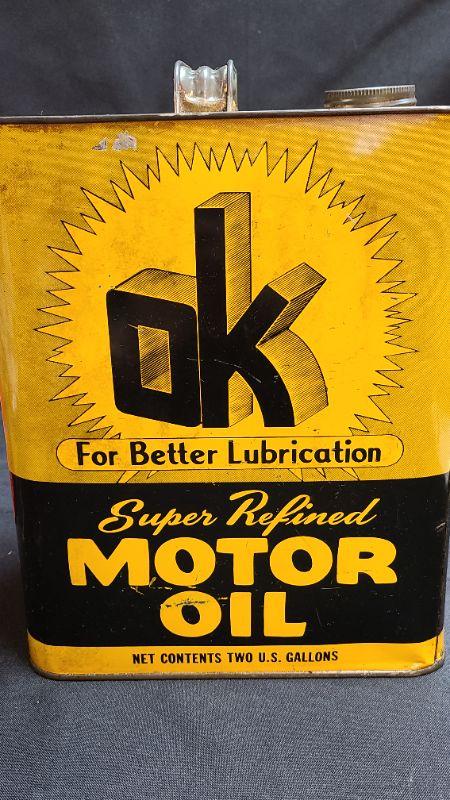 ok
For Better Lubrication
Super Refined
MOTOR
OIL
NET CONTENTS TWO U.S. GALLONS